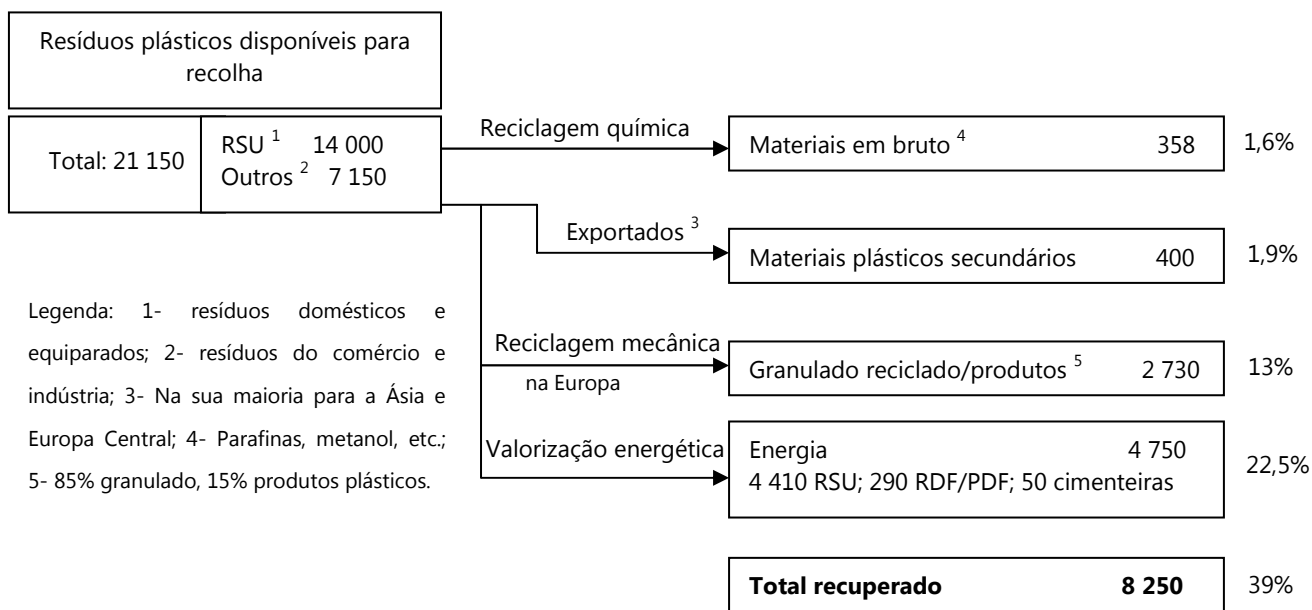 Resíduos plásticos disponíveis para
recolha
Total: 21 150
RSU 1 14 000
Outros 2 7 150
Reciclagem química
Materiais em bruto 4 358
1,6%
Exportados 3
Materiais plásticos secundários 400
1,9%
Legenda: 1- resíduos domésticos e
equiparados; 2- resíduos do comércio e
indústria; 3- Na sua maioria para a Ásia e
Europa Central; 4- Parafinas, metanol, etc.;
5- 85% granulado, 15% produtos plásticos.
Reciclagem mecânica
na Europa
Granulado reciclado/produtos 5 2 730
13%
Valorização energética
Energia 4 750
4 410 RSU; 290 RDF/PDF; 50 cimenteiras
22,5%
Total recuperado 8 250
39%